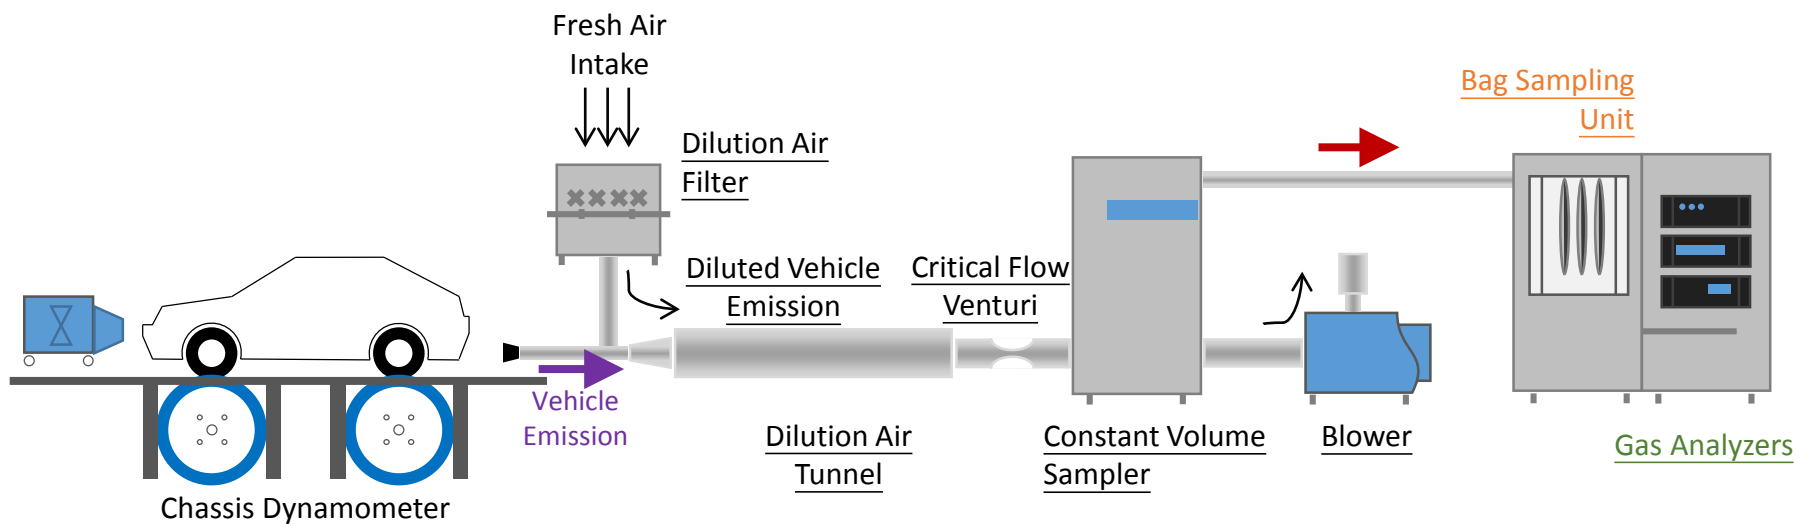 Fresh Air
Intake
Dilution Air
Filter
Bag Sampling
Unit
Diluted Vehicle
Emission
Critical Flow
Venturi
Vehicle
Emission
Dilution Air
Tunnel
Constant Volume
Sampler
Blower
Gas Analyzers
Chassis Dynamometer